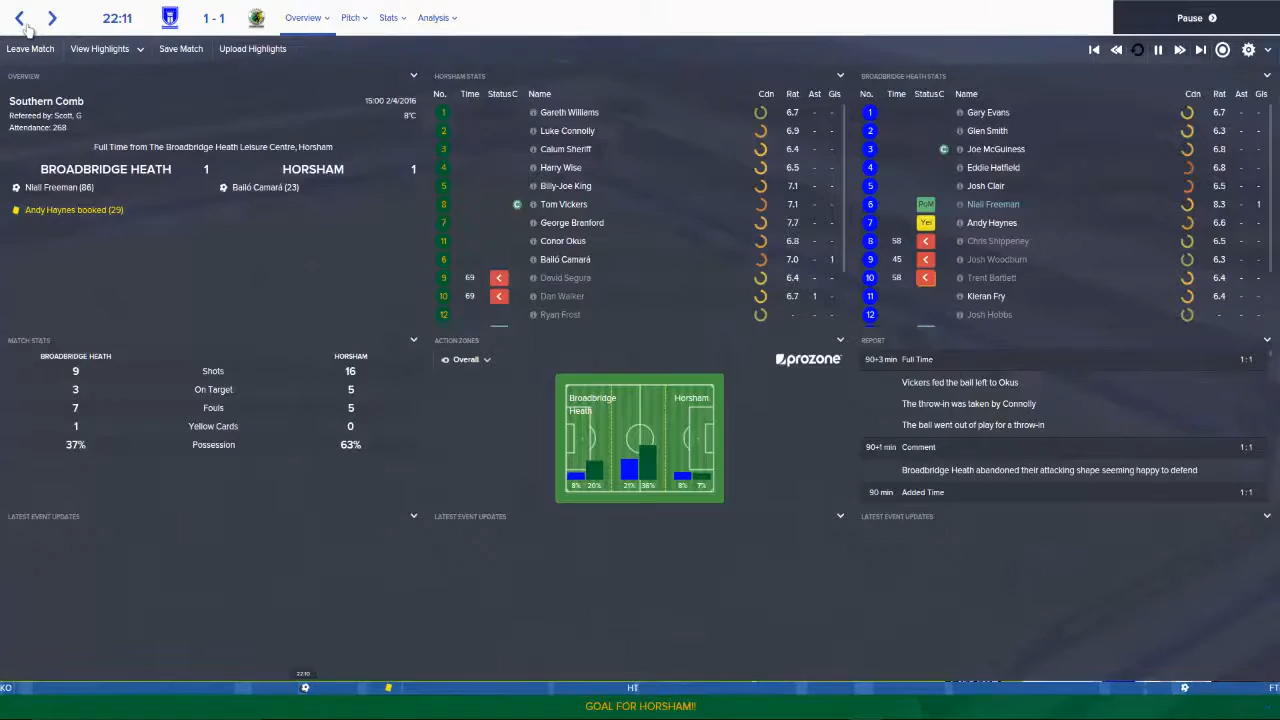 22:11 1 - 1 Overview Pitch Stats Analysis Pause
Leave Match View Highlights Save Match Upload Highlights
OVERVIEW
Southern Comb 15:00 2/4/2016
Refereed by: Scott, G 8°C
Attendance: 268
Full Time from The Broadbridge Heath Leisure Centre, Horsham
BROADBRIDGE HEATH 1 HORSHAM 1
Niall Freeman (86) Bailó Camará (23)
Andy Haynes booked (29)
HORSHAM STATS
No. Time Status C Name Cdn Rat Ast Gls
1 Gareth Williams 6.7 - -
2 Luke Connolly 6.9 - -
3 Calum Sheriff 6.4 - -
4 Harry Wise 6.5 - -
5 Billy-Joe King 7.1 - -
8 C Tom Vickers 7.1 - -
7 George Branford 7.7 - -
11 Conor Okus 6.8 - -
6 Bailó Camará 7.0 - 1
9 69 David Segura 6.4 - -
10 69 Dan Walker 6.7 1 -
12 Ryan Frost - - -
BROADBRIDGE HEATH STATS
No. Time Status C Name Cdn Rat Ast Gls
1 Gary Evans 6.7 - -
2 Glen Smith 6.3 - -
3 C Joe McGuiness 6.8 - -
4 Eddie Hatfield 6.8 - -
5 Josh Clair 6.5 - -
6 PoM Niall Freeman 8.3 - 1
7 Yel Andy Haynes 6.6 - -
8 58 Chris Shippeney 6.5 - -
9 45 Josh Woodburn 6.3 - -
10 58 Trent Bartlett 6.4 - -
11 Kieran Fry 6.4 - -
12 Josh Hobbs - - -
MATCH STATS
BROADBRIDGE HEATH HORSHAM
9 Shots 16
3 On Target 5
7 Fouls 5
1 Yellow Cards 0
37% Possession 63%
ACTION ZONES
Overall prozone
Broadbridge Heath Horsham
8% 20% 21% 36% 8% 7%
REPORT
90+3 min Full Time 1 : 1
Vickers fed the ball left to Okus
The throw-in was taken by Connolly
The ball went out of play for a throw-in
90+1 min Comment 1 : 1
Broadbridge Heath abandoned their attacking shape seeming happy to defend
90 min Added Time 1 : 1
LATEST EVENT UPDATES LATEST EVENT UPDATES LATEST EVENT UPDATES
22:10
KO HT FT
GOAL FOR HORSHAM!!